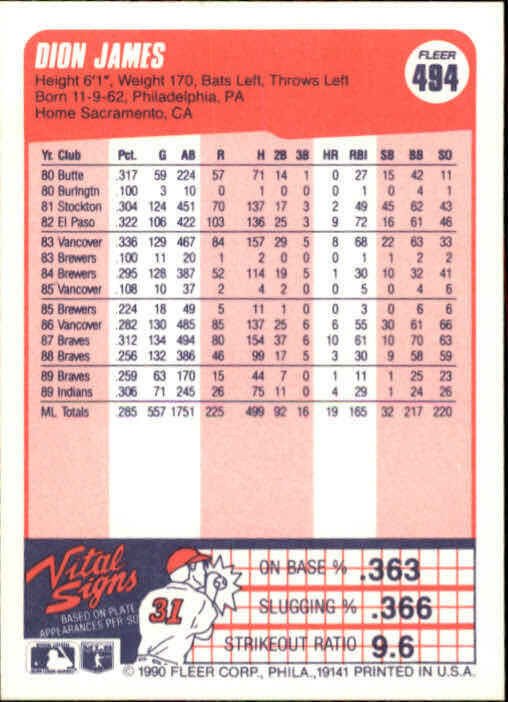 DION JAMES
FLEER
494
Height 6'1", Weight 170, Bats Left, Throws Left
Born 11-9-62, Philadelphia, PA
Home Sacramento, CA
Yr. Club Pct. G AB R H 2B 3B HR RBI SB BB SO
80 Butte .317 59 224 57 71 14 1 0 27 15 42 11
80 Burlngtn .100 3 10 0 1 0 0 0 1 0 4 1
81 Stockton .304 124 451 70 137 17 3 2 49 45 62 43
82 El Paso .322 106 422 103 136 25 3 9 72 16 61 46
83 Vancover .336 129 467 84 157 29 5 8 68 22 63 33
83 Brewers .100 11 20 1 2 0 0 0 1 1 2 2
84 Brewers .295 128 387 52 114 19 5 1 30 10 32 41
85 Vancover .108 10 37 2 4 2 0 0 5 0 3 4
85 Brewers .224 18 49 5 11 1 0 0 3 0 6 6
86 Vancover .282 130 485 85 137 25 6 6 55 30 61 66
87 Braves .312 134 494 80 154 37 6 10 61 10 70 63
88 Braves .256 132 386 46 99 17 5 3 30 9 58 59
89 Braves .259 63 170 15 44 7 0 1 11 1 25 23
89 Indians .306 71 245 26 75 11 0 4 29 1 24 26
ML Totals .285 557 1751 225 499 92 16 19 165 32 217 220
Vital Signs
BASED ON PLATE
APPEARANCES PER SO
31
ON BASE % .363
SLUGGING % .366
STRIKEOUT RATIO 9.6
© 1990 FLEER CORP., PHILA., 19141 PRINTED IN U.S.A.